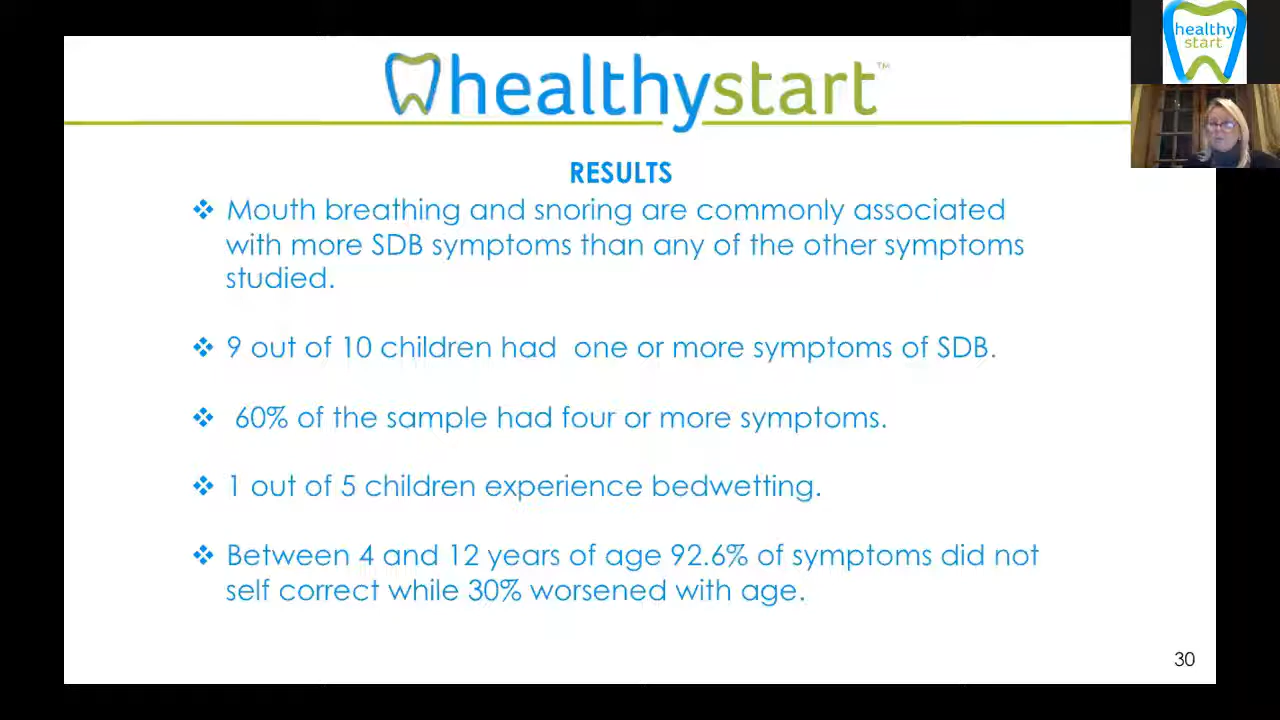 healthystart™
healthy
start
RESULTS
❖ Mouth breathing and snoring are commonly associated
with more SDB symptoms than any of the other symptoms
studied.
❖ 9 out of 10 children had one or more symptoms of SDB.
❖ 60% of the sample had four or more symptoms.
❖ 1 out of 5 children experience bedwetting.
❖ Between 4 and 12 years of age 92.6% of symptoms did not
self correct while 30% worsened with age.
30